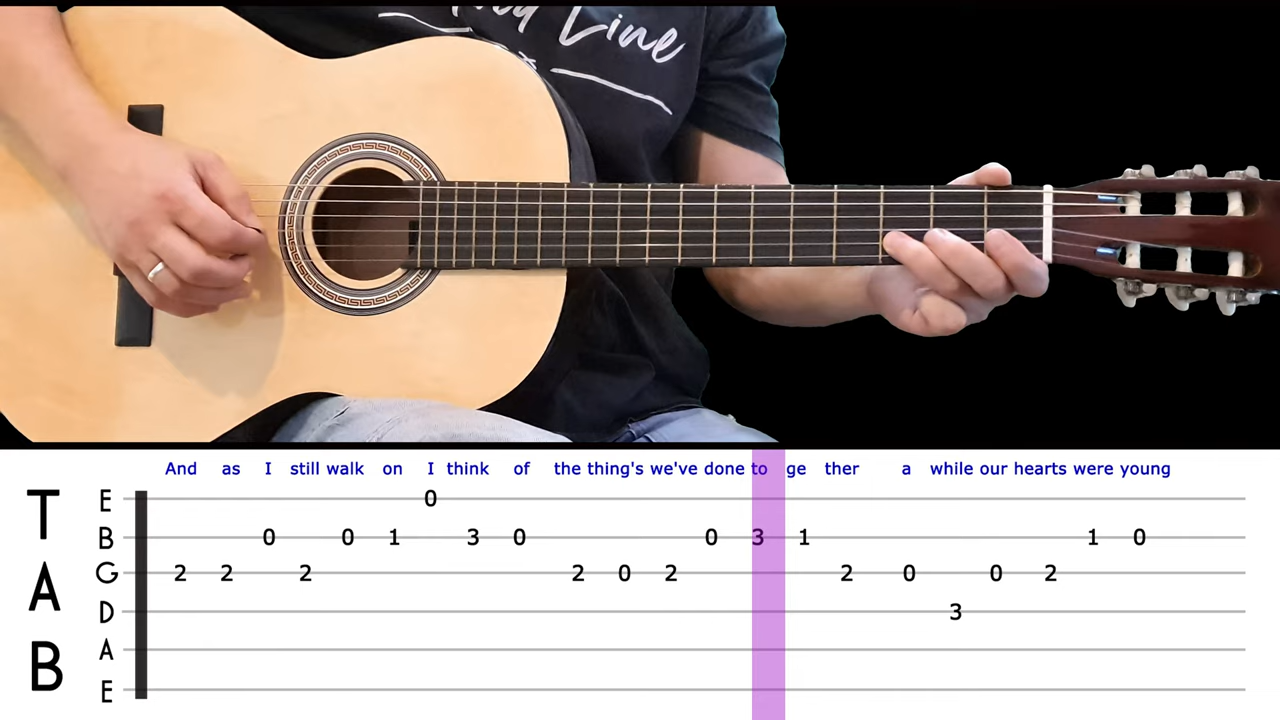 Line
And as I still walk on I think of the thing's we've done to ge ther a while our hearts were young
T
A
B
E 0
B 0 0 1 3 0 0 3 1 1 0
G 2 2 2 2 0 2 2 0 0 2
D 3
A
E